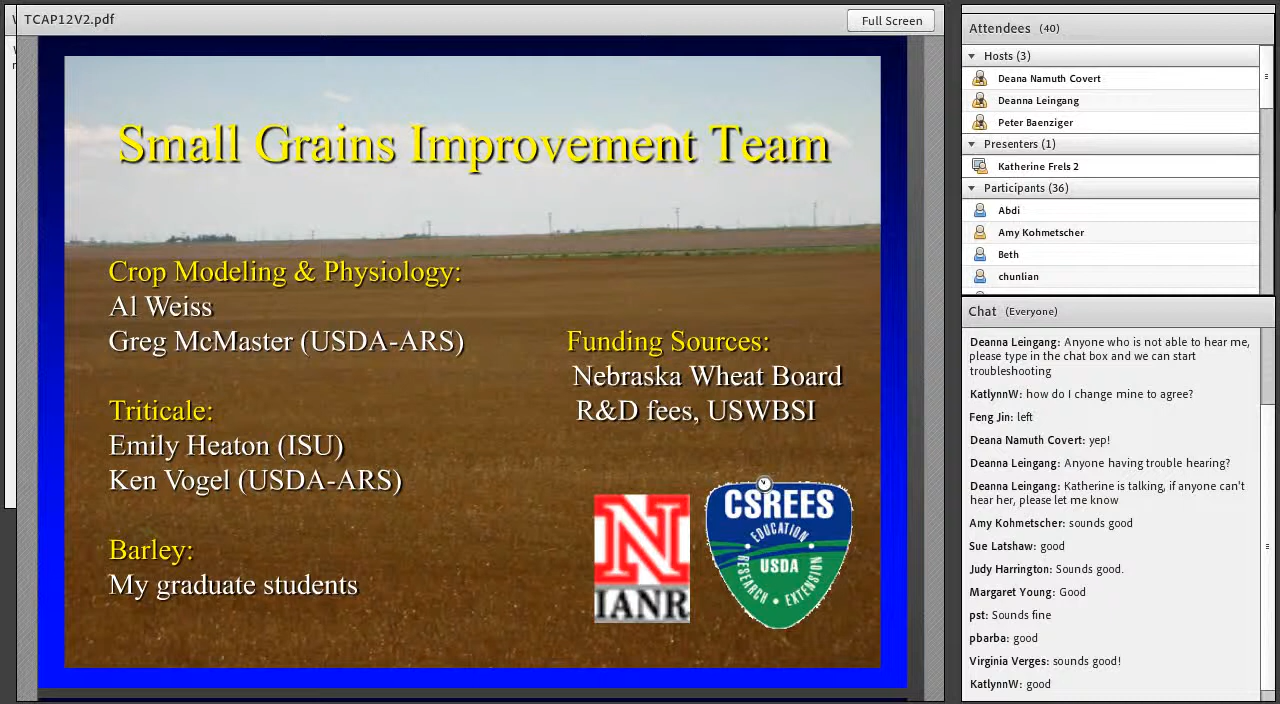 TCAP12V2.pdf
Full Screen
Small Grains Improvement Team
Crop Modeling & Physiology:
Al Weiss
Greg McMaster (USDA-ARS)
Triticale:
Emily Heaton (ISU)
Ken Vogel (USDA-ARS)
Barley:
My graduate students
Funding Sources:
Nebraska Wheat Board
R&D fees, USWBSI
N
IANR
CSREES
EDUCATION
USDA
RESEARCH • EXTENSION
Attendees (40)
Hosts (3)
Deana Namuth Covert
Deanna Leingang
Peter Baenziger
Presenters (1)
Katherine Frels 2
Participants (36)
Abdi
Amy Kohmetscher
Beth
chunlian
Chat (Everyone)
Deanna Leingang: Anyone who is not able to hear me,
please type in the chat box and we can start
troubleshooting
KatlynnW: how do I change mine to agree?
Feng Jin: left
Deana Namuth Covert: yep!
Deanna Leingang: Anyone having trouble hearing?
Deanna Leingang: Katherine is talking, if anyone can't
hear her, please let me know
Amy Kohmetscher: sounds good
Sue Latshaw: good
Judy Harrington: Sounds good.
Margaret Young: Good
pst: Sounds fine
pbarba: good
Virginia Verges: sounds good!
KatlynnW: good